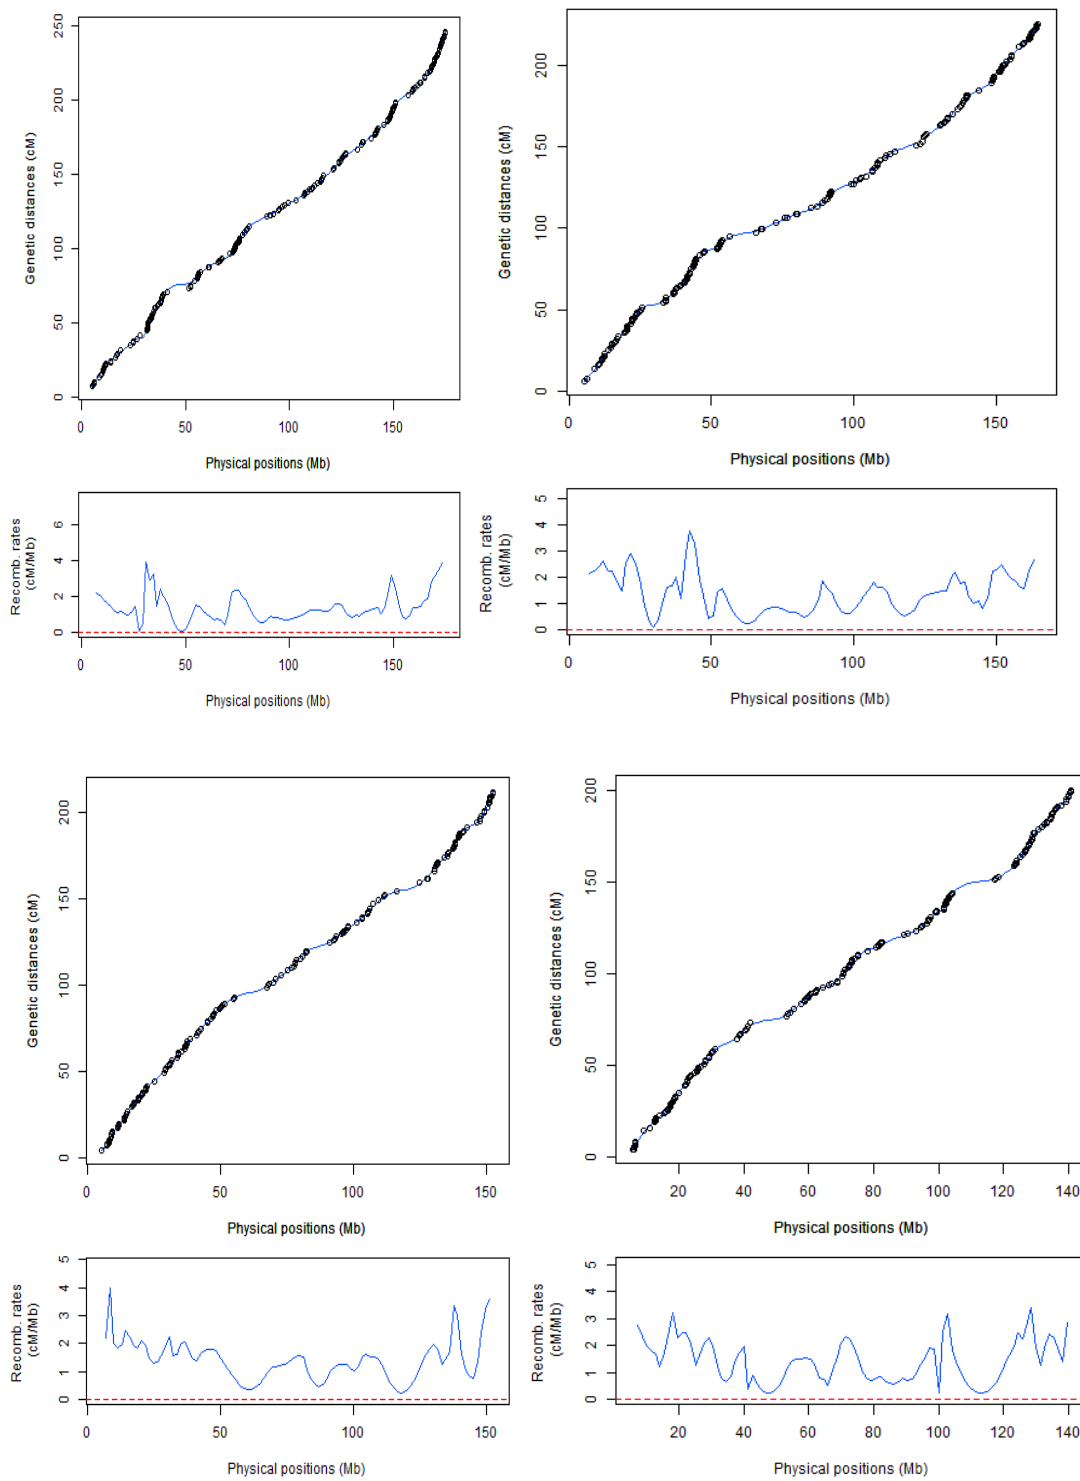 Genetic distances (cM)
250
200
150
100
50
0
0 50 100 150
Physical positions (Mb)
Genetic distances (cM)
200
150
100
50
0
0 50 100 150
Physical positions (Mb)
Recomb. rates
(cM/Mb)
6
4
2
0
0 50 100 150
Physical positions (Mb)
Recomb. rates
(cM/Mb)
5
4
3
2
1
0
0 50 100 150
Physical positions (Mb)
Genetic distances (cM)
200
150
100
50
0
0 50 100 150
Physical positions (Mb)
Genetic distances (cM)
200
150
100
50
0
20 40 60 80 100 120 140
Physical positions (Mb)
Recomb. rates
(cM/Mb)
5
4
3
2
1
0
0 50 100 150
Physical positions (Mb)
Recomb. rates
(cM/Mb)
5
4
3
2
1
0
20 40 60 80 100 120 140
Physical positions (Mb)